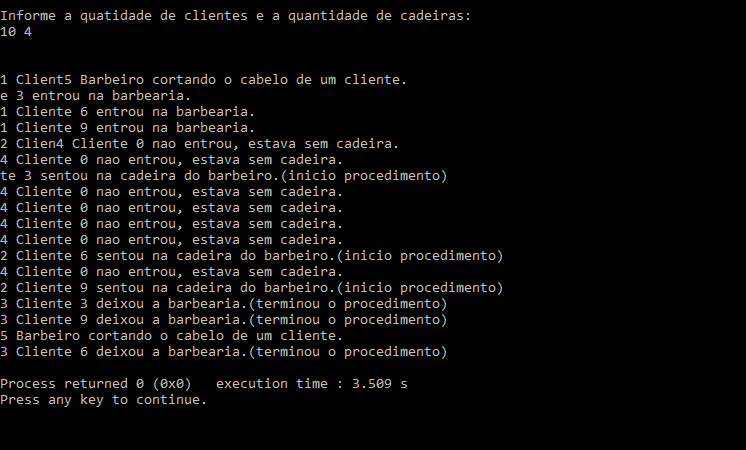 Informe a quatidade de clientes e a quantidade de cadeiras:
10 4
1 Client5 Barbeiro cortando o cabelo de um cliente.
e 3 entrou na barbearia.
1 Cliente 6 entrou na barbearia.
1 Cliente 9 entrou na barbearia.
2 Clien4 Cliente 0 nao entrou, estava sem cadeira.
4 Cliente 0 nao entrou, estava sem cadeira.
te 3 sentou na cadeira do barbeiro.(inicio procedimento)
4 Cliente 0 nao entrou, estava sem cadeira.
4 Cliente 0 nao entrou, estava sem cadeira.
4 Cliente 0 nao entrou, estava sem cadeira.
4 Cliente 0 nao entrou, estava sem cadeira.
2 Cliente 6 sentou na cadeira do barbeiro.(inicio procedimento)
4 Cliente 0 nao entrou, estava sem cadeira.
2 Cliente 9 sentou na cadeira do barbeiro.(inicio procedimento)
3 Cliente 3 deixou a barbearia.(terminou o procedimento)
3 Cliente 9 deixou a barbearia.(terminou o procedimento)
5 Barbeiro cortando o cabelo de um cliente.
3 Cliente 6 deixou a barbearia.(terminou o procedimento)
Process returned 0 (0x0)   execution time : 3.509 s
Press any key to continue.